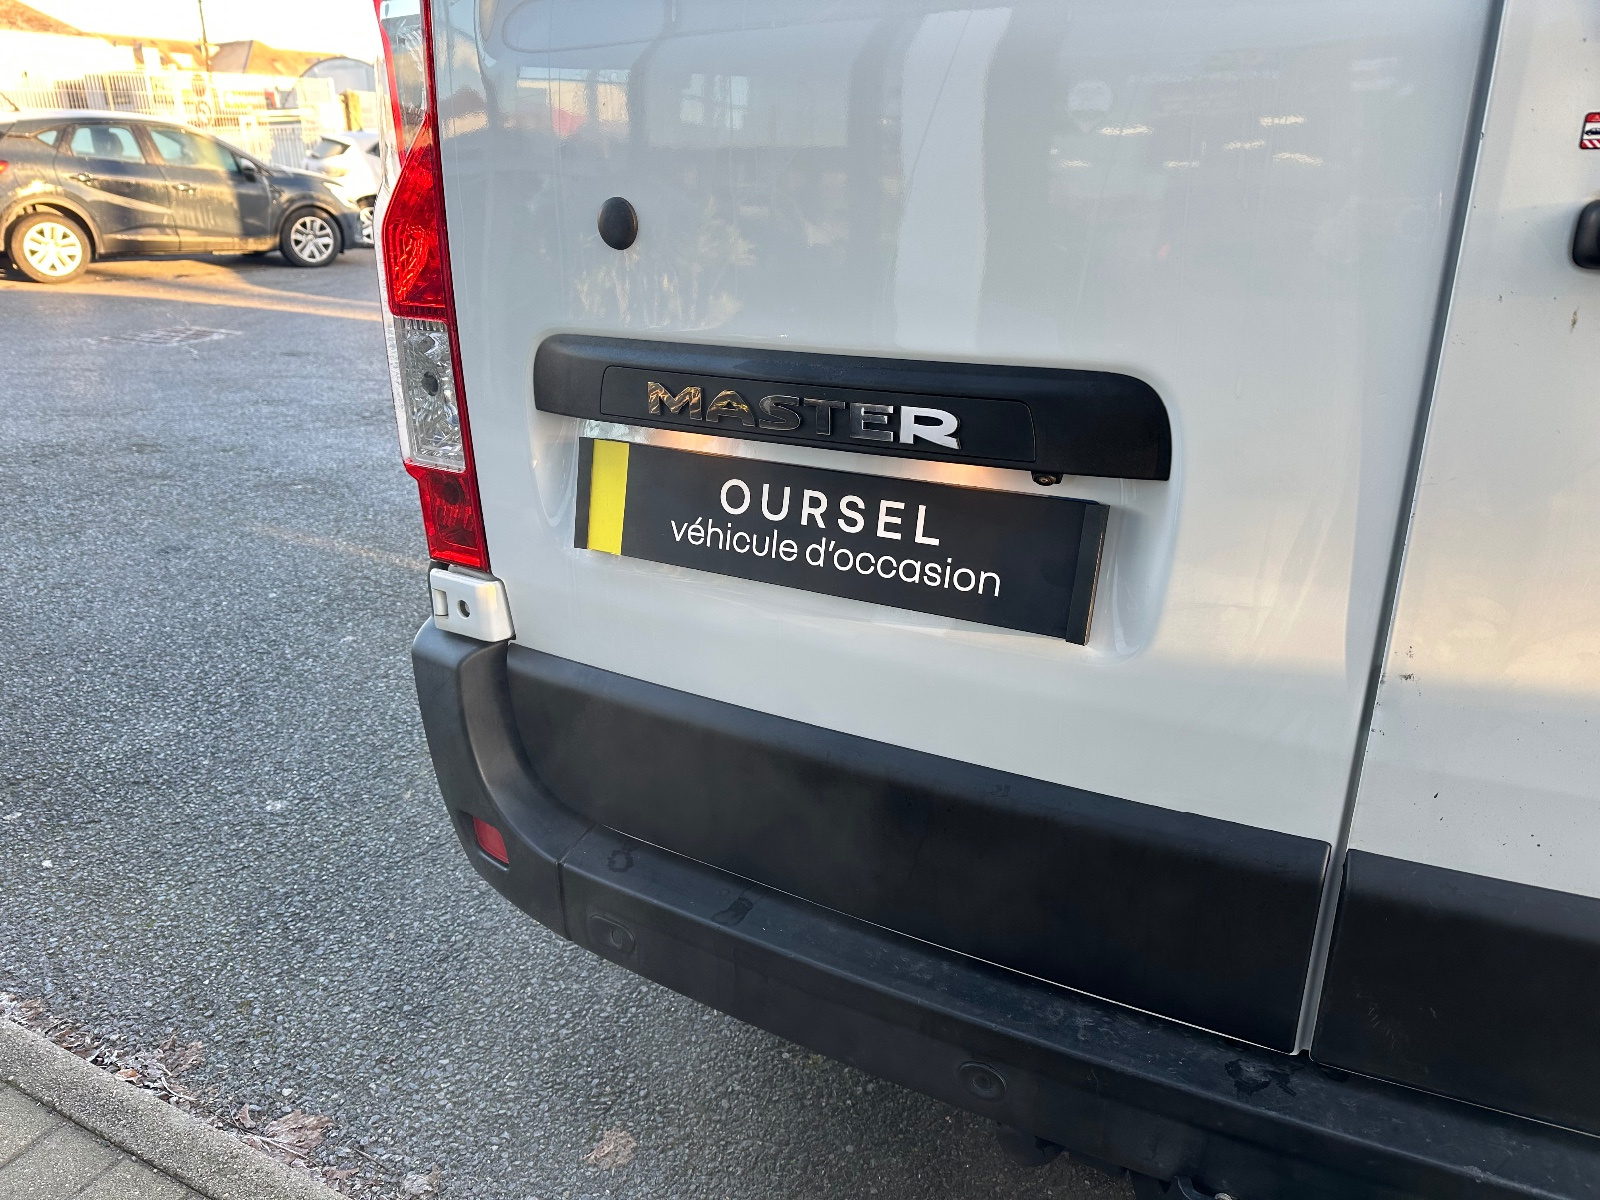 MASTER
OURSEL
véhicule d'occasion